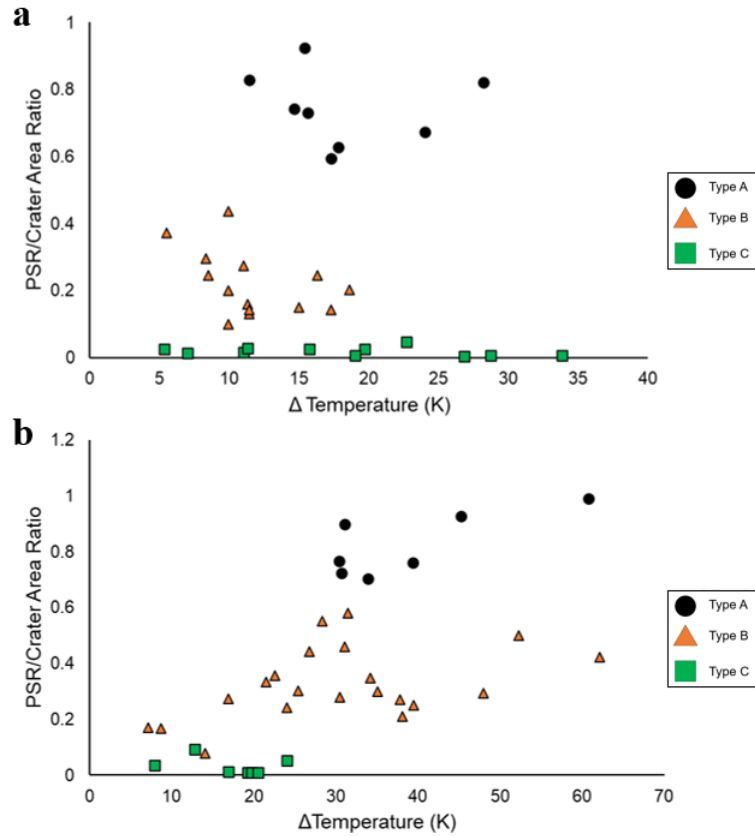 a
PSR/Crater Area Ratio
1
0.8
0.6
0.4
0.2
0
0 5 10 15 20 25 30 35 40
Δ Temperature (K)
Type A
Type B
Type C
b
PSR/Crater Area Ratio
1.2
1
0.8
0.6
0.4
0.2
0
0 10 20 30 40 50 60 70
ΔTemperature (K)
Type A
Type B
Type C